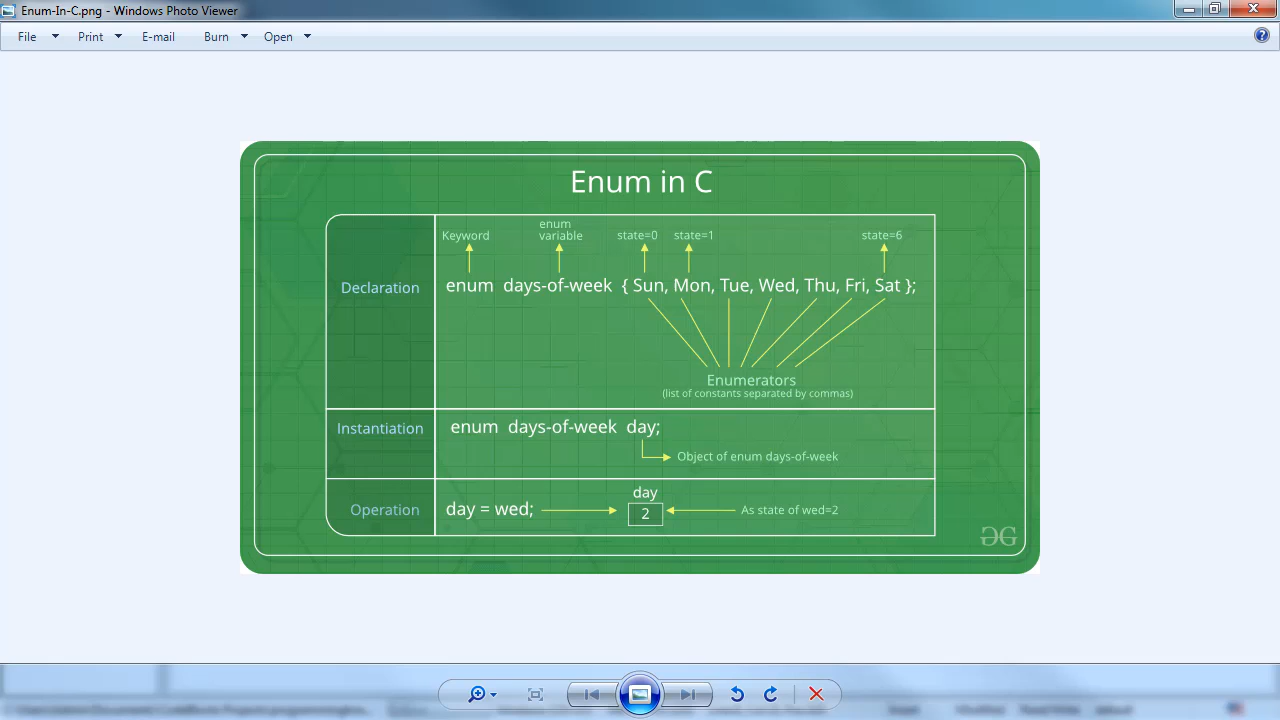 Enum-In-C.png - Windows Photo Viewer
File Print E-mail Burn Open
Enum in C
Keyword enum variable state=0 state=1 state=6
Declaration enum days-of-week { Sun, Mon, Tue, Wed, Thu, Fri, Sat };
Enumerators
(list of constants separated by commas)
Instantiation enum days-of-week day;
Object of enum days-of-week
day
Operation day = wed; 2 As state of wed=2